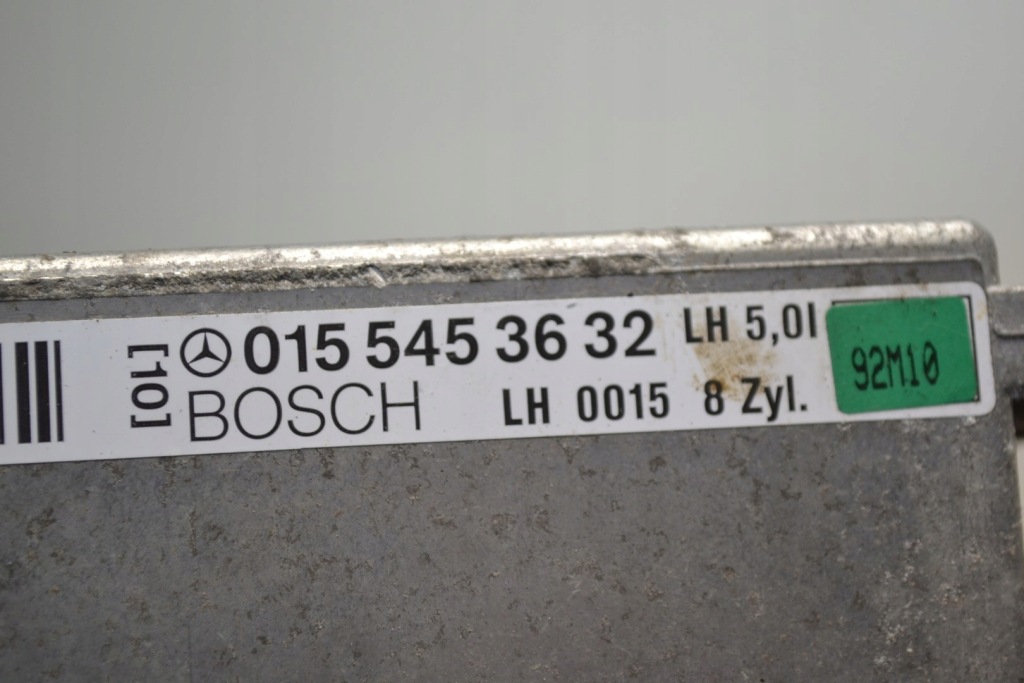 [10]
015 545 36 32
LH 5,0l
BOSCH
LH 0015
8 Zyl.
92M10